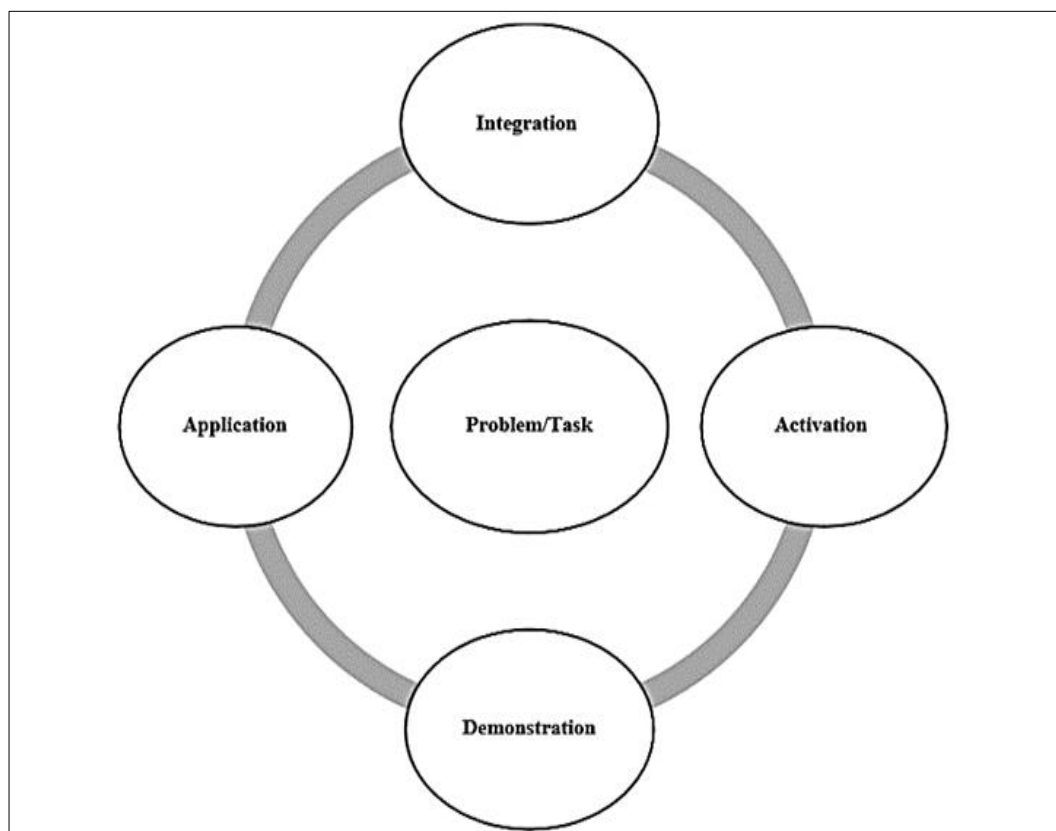 Integration
Application
Problem/Task
Activation
Demonstration